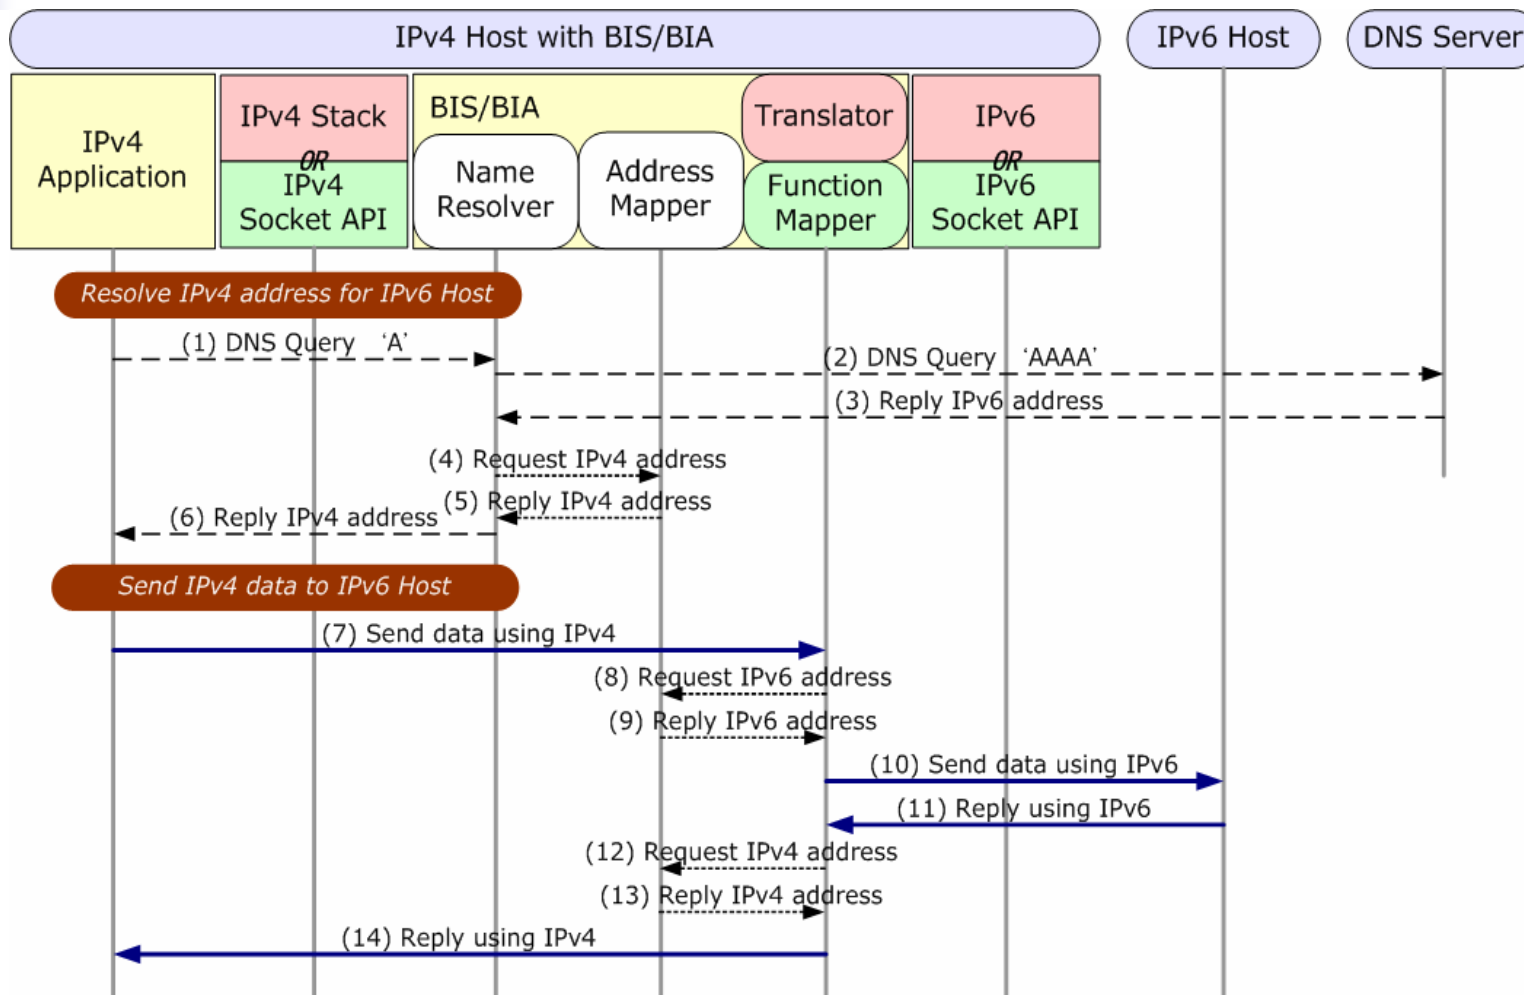 IPv4 Host with BIS/BIA
IPv6 Host
DNS Server
IPv4
Application
IPv4 Stack
OR
IPv4
Socket API
BIS/BIA
Name
Resolver
Address
Mapper
Translator
Function
Mapper
IPv6
OR
IPv6
Socket API
Resolve IPv4 address for IPv6 Host
(1) DNS Query ‘A’
(2) DNS Query ‘AAAA’
(3) Reply IPv6 address
(4) Request IPv4 address
(5) Reply IPv4 address
(6) Reply IPv4 address
Send IPv4 data to IPv6 Host
(7) Send data using IPv4
(8) Request IPv6 address
(9) Reply IPv6 address
(10) Send data using IPv6
(11) Reply using IPv6
(12) Request IPv4 address
(13) Reply IPv4 address
(14) Reply using IPv4